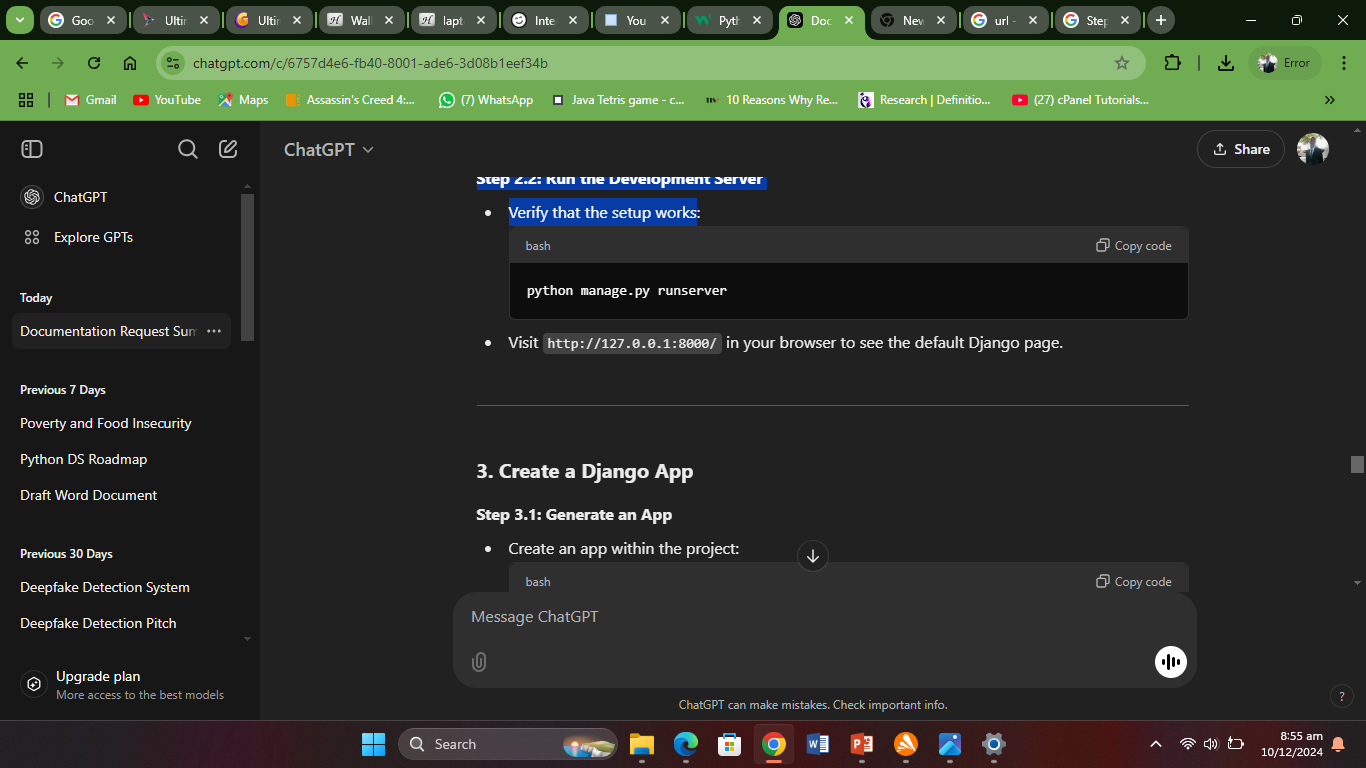 Goo
Ultir
Ultir
Wall
lapt
Inte
You
Pyth
Doc
New
url -
Step
chatgpt.com/c/6757d4e6-fb40-8001-ade6-3d08b1eef34b
Error
Gmail
YouTube
Maps
Assassin's Creed 4:...
(7) WhatsApp
Java Tetris game - c...
10 Reasons Why Re...
Research | Definitio...
(27) cPanel Tutorials...
ChatGPT
Share
ChatGPT
Explore GPTs
Today
Documentation Request Sum
Previous 7 Days
Poverty and Food Insecurity
Python DS Roadmap
Draft Word Document
Previous 30 Days
Deepfake Detection System
Deepfake Detection Pitch
Upgrade plan
More access to the best models
Step 2.2: Run the Development Server
Verify that the setup works:
bash
Copy code
python manage.py runserver
Visit http://127.0.0.1:8000/ in your browser to see the default Django page.
3. Create a Django App
Step 3.1: Generate an App
Create an app within the project:
bash
Copy code
Message ChatGPT
ChatGPT can make mistakes. Check important info.
?
Search
8:55 am
10/12/2024